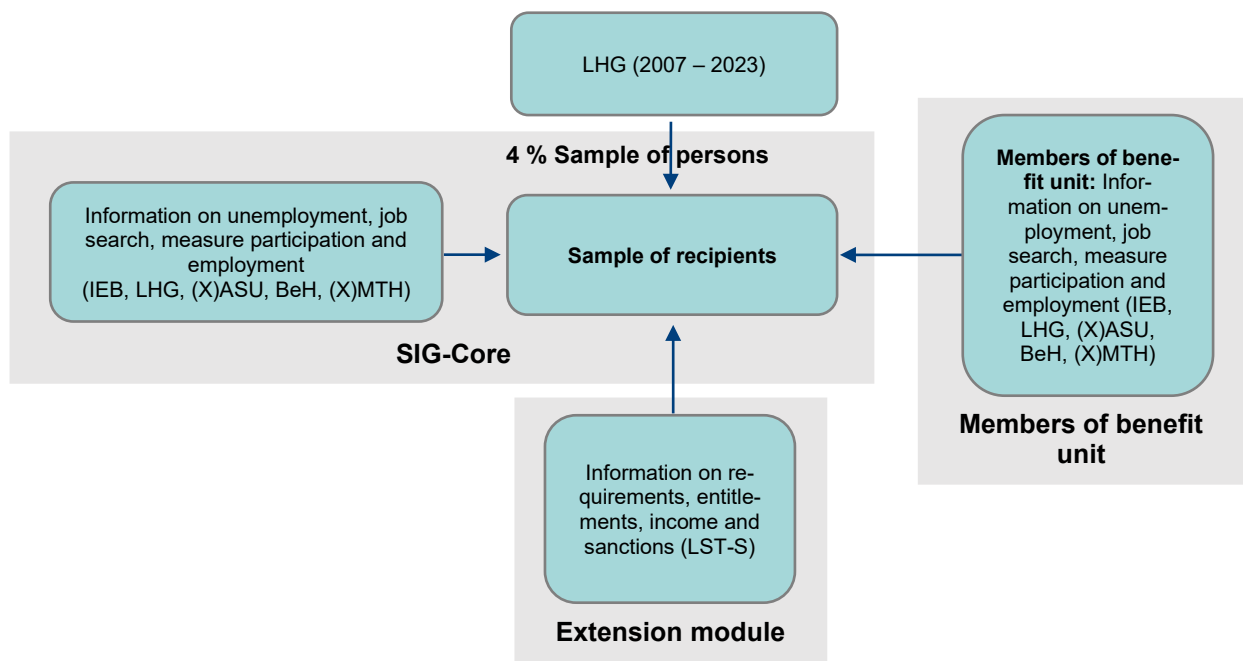 LHG (2007 – 2023)
4 % Sample of persons
Information on unemployment, job
search, measure participation and
employment
(IEB, LHG, (X)ASU, BeH, (X)MTH)
Sample of recipients
SIG-Core
Members of bene-
fit unit: Infor-
mation on unem-
ployment, job
search, measure
participation and
employment (IEB,
LHG, (X)ASU,
BeH, (X)MTH)
Members of benefit
unit
Information on re-
quirements, entitle-
ments, income and
sanctions (LST-S)
Extension module